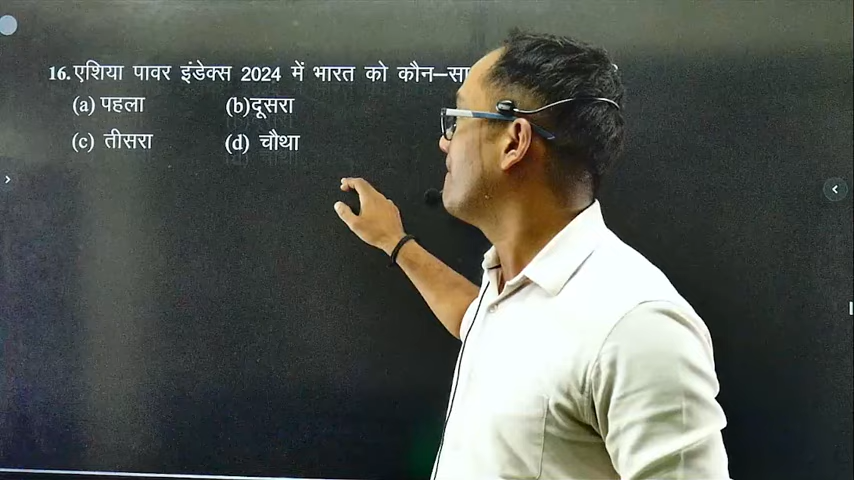 16. एशिया पावर इंडेक्स 2024 में भारत को कौन–सा
(a) पहला (b) दूसरा
(c) तीसरा (d) चौथा